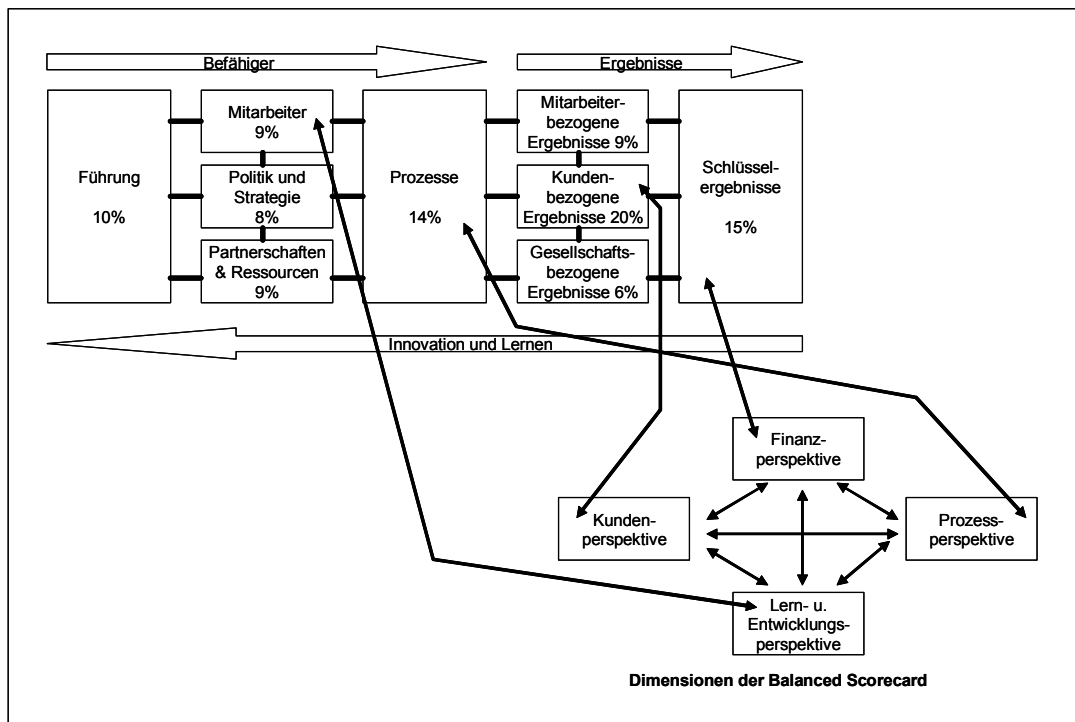 Befähiger
Ergebnisse
Führung
10%
Mitarbeiter
9%
Politik und
Strategie
8%
Partnerschaften
& Ressourcen
9%
Prozesse
14%
Mitarbeiter-
bezogene
Ergebnisse 9%
Kunden-
bezogene
Ergebnisse 20%
Gesellschafts-
bezogene
Ergebnisse 6%
Schlüssel-
ergebnisse
15%
Innovation und Lernen
Finanz-
perspektive
Kunden-
perspektive
Prozess-
perspektive
Lern- u.
Entwicklungs-
perspektive
Dimensionen der Balanced Scorecard